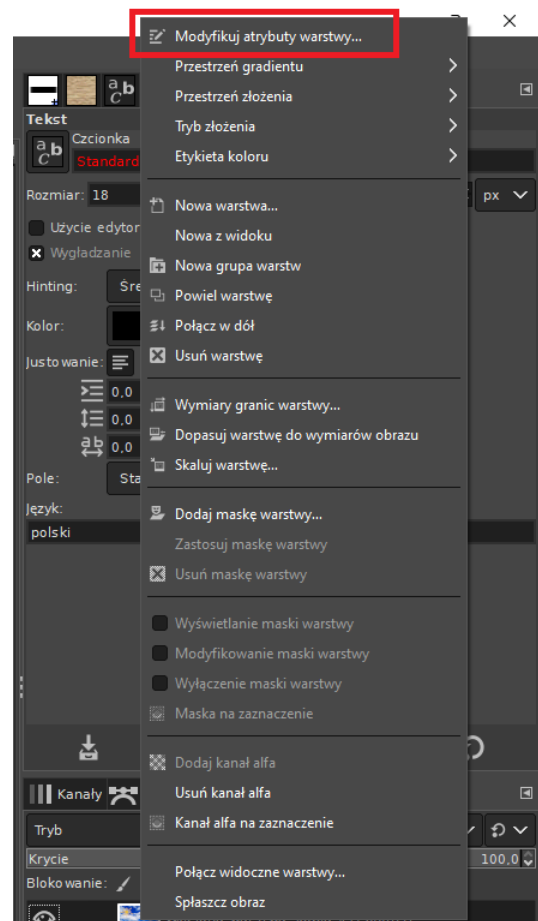 Modyfikuj atrybuty warstwy...
Przestrzeń gradientu
Przestrzeń złożenia
Tryb złożenia
Etykieta koloru
Nowa warstwa...
Nowa z widoku
Nowa grupa warstw
Powiel warstwę
Połącz w dół
Usuń warstwę
Wymiary granic warstwy...
Dopasuj warstwę do wymiarów obrazu
Skaluj warstwę...
Dodaj maskę warstwy...
Zastosuj maskę warstwy
Usuń maskę warstwy
Wyświetlanie maski warstwy
Modyfikowanie maski warstwy
Wyłączenie maski warstwy
Maska na zaznaczenie
Dodaj kanał alfa
Usuń kanał alfa
Kanał alfa na zaznaczenie
Połącz widoczne warstwy...
Spłaszcz obraz
Tekst
Czcionka
Standard
Rozmiar: 18
px
Użycie edytor
Wygładzanie
Hinting:
Śre
Kolor:
Justowanie:
0,0
0,0
0,0
Pole:
Sta
Język:
polski
Kanały
Tryb
Krycie
100,0
Blokowanie: